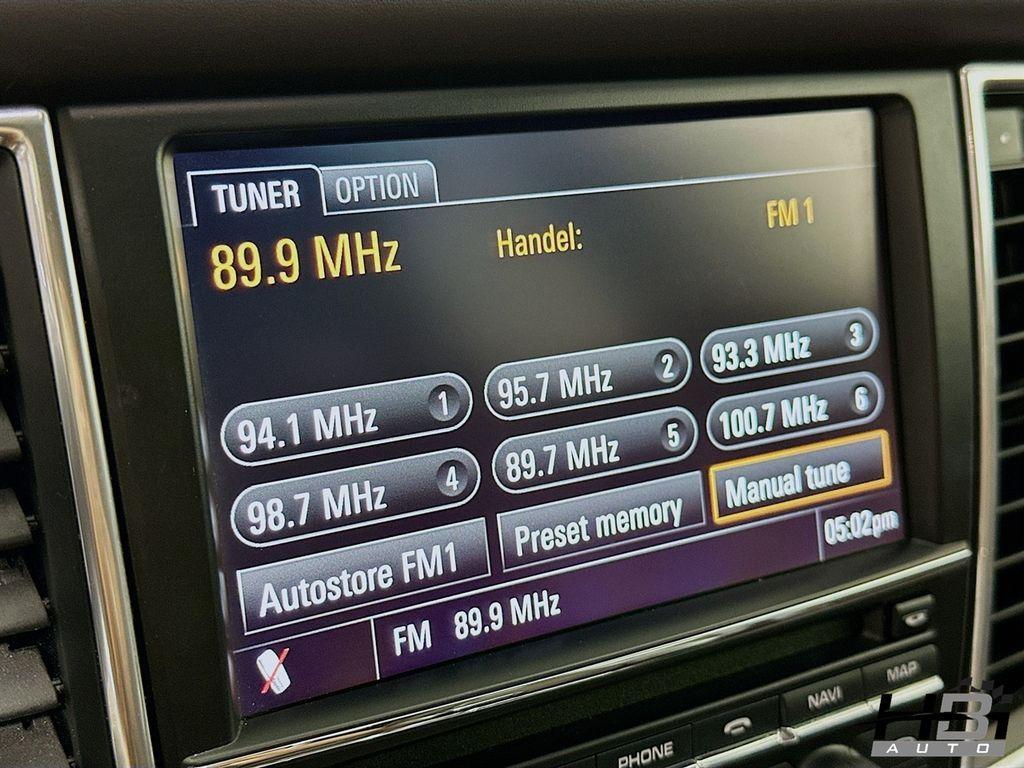 TUNER OPTION
89.9 MHz Handel: FM 1
94.1 MHz 1 95.7 MHz 2 93.3 MHz 3
98.7 MHz 4 89.7 MHz 5 100.7 MHz 6
Autostore FM1 Preset memory Manual tune
FM 89.9 MHz 05:02pm
PHONE NAVI MAP
HBI
AUTO